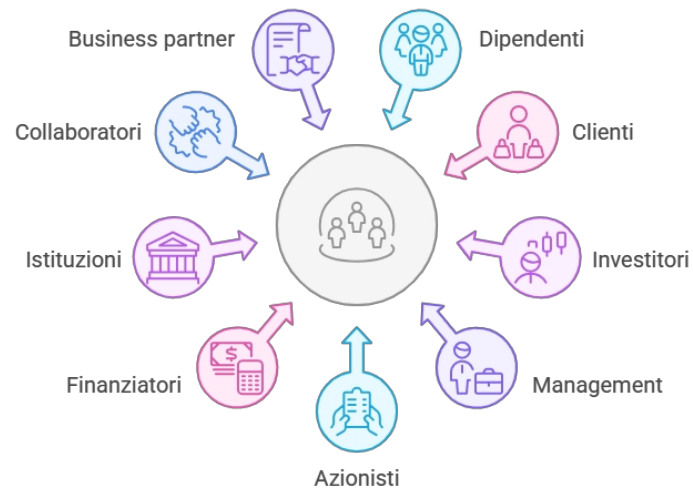 Business partner
Dipendenti
Collaboratori
Clienti
Istituzioni
Investitori
Finanziatori
Management
Azionisti